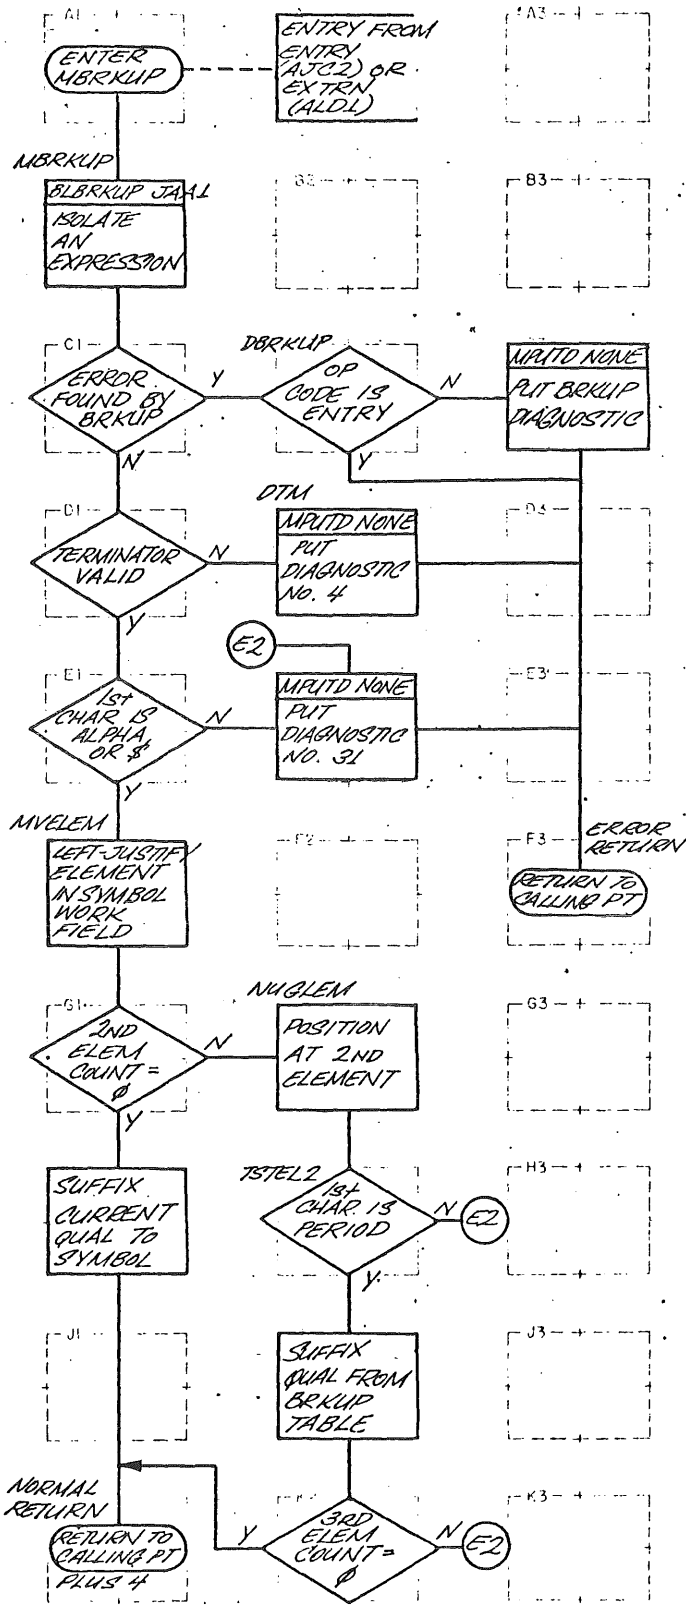 A1
ENTER
MBRKUP
ENTRY FROM
ENTRY
(AJC2) OR
EXTRN
(ALD1)
A3
MBRKUP
BLBRKUP JAA1
ISOLATE
AN
EXPRESSION
B2
B3
C1
ERROR
FOUND BY
BRKUP
Y
N
DBRKUP
OP
CODE IS
ENTRY
N
Y
MPUTD NONE
PUT BRKUP
DIAGNOSTIC
D1
TERMINATOR
VALID
N
Y
DTM
MPUTD NONE
PUT
DIAGNOSTIC
NO. 4
D3
E2
E1
1st
CHAR IS
ALPHA
OR $
N
Y
MPUTD NONE
PUT
DIAGNOSTIC
NO. 31
E3
MVELEM
LEFT-JUSTIFY
ELEMENT
IN SYMBOL
WORK
FIELD
F2
F3
ERROR
RETURN
RETURN TO
CALLING PT
G1
2ND
ELEM
COUNT =
φ
N
Y
NUGLEM
POSITION
AT 2ND
ELEMENT
G3
SUFFIX
CURRENT
QUAL TO
SYMBOL
TSTEL2
1st
CHAR. IS
PERIOD
N
E2
Y
H3
J1
SUFFIX
QUAL FROM
BRKUP
TABLE
J3
NORMAL
RETURN
RETURN TO
CALLING PT
PLUS 4
Y
3RD
ELEM
COUNT =
φ
N
E2
K3